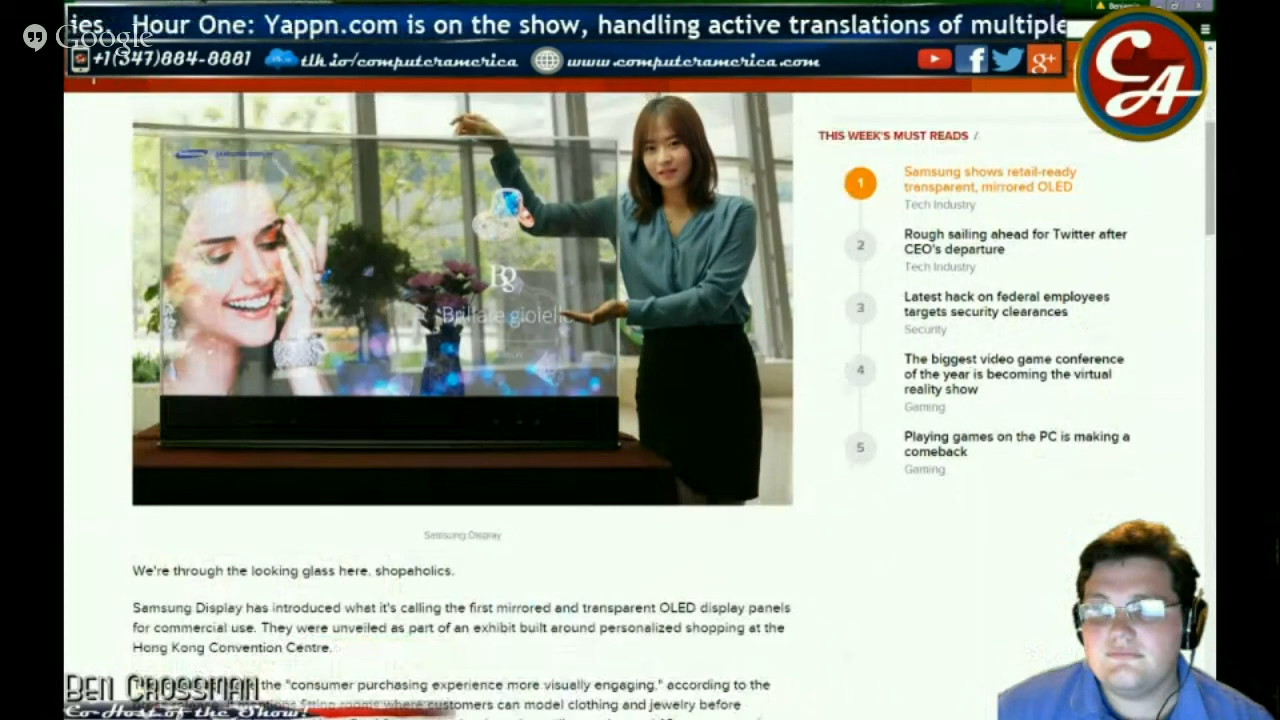 ies. Hour One: Yappn.com is on the show, handling active translations of multiple
Google
+1(347)884-8881 tlk.io/computeramerica www.computeramerica.com
CA
THIS WEEK'S MUST READS /
1 Samsung shows retail-ready
transparent, mirrored OLED
Tech Industry
2 Rough sailing ahead for Twitter after
CEO's departure
Tech Industry
3 Latest hack on federal employees
targets security clearances
Security
4 The biggest video game conference
of the year is becoming the virtual
reality show
Gaming
5 Playing games on the PC is making a
comeback
Gaming
Bg
Brillare gioiello
Samsung Display
We're through the looking glass here, shopaholics.
Samsung Display has introduced what it's calling the first mirrored and transparent OLED display panels
for commercial use. They were unveiled as part of an exhibit built around personalized shopping at the
Hong Kong Convention Centre.
the "consumer purchasing experience more visually engaging," according to the
fitting rooms where customers can model clothing and jewelry before
BEN CROSSMAN
Co-Host of the Show!